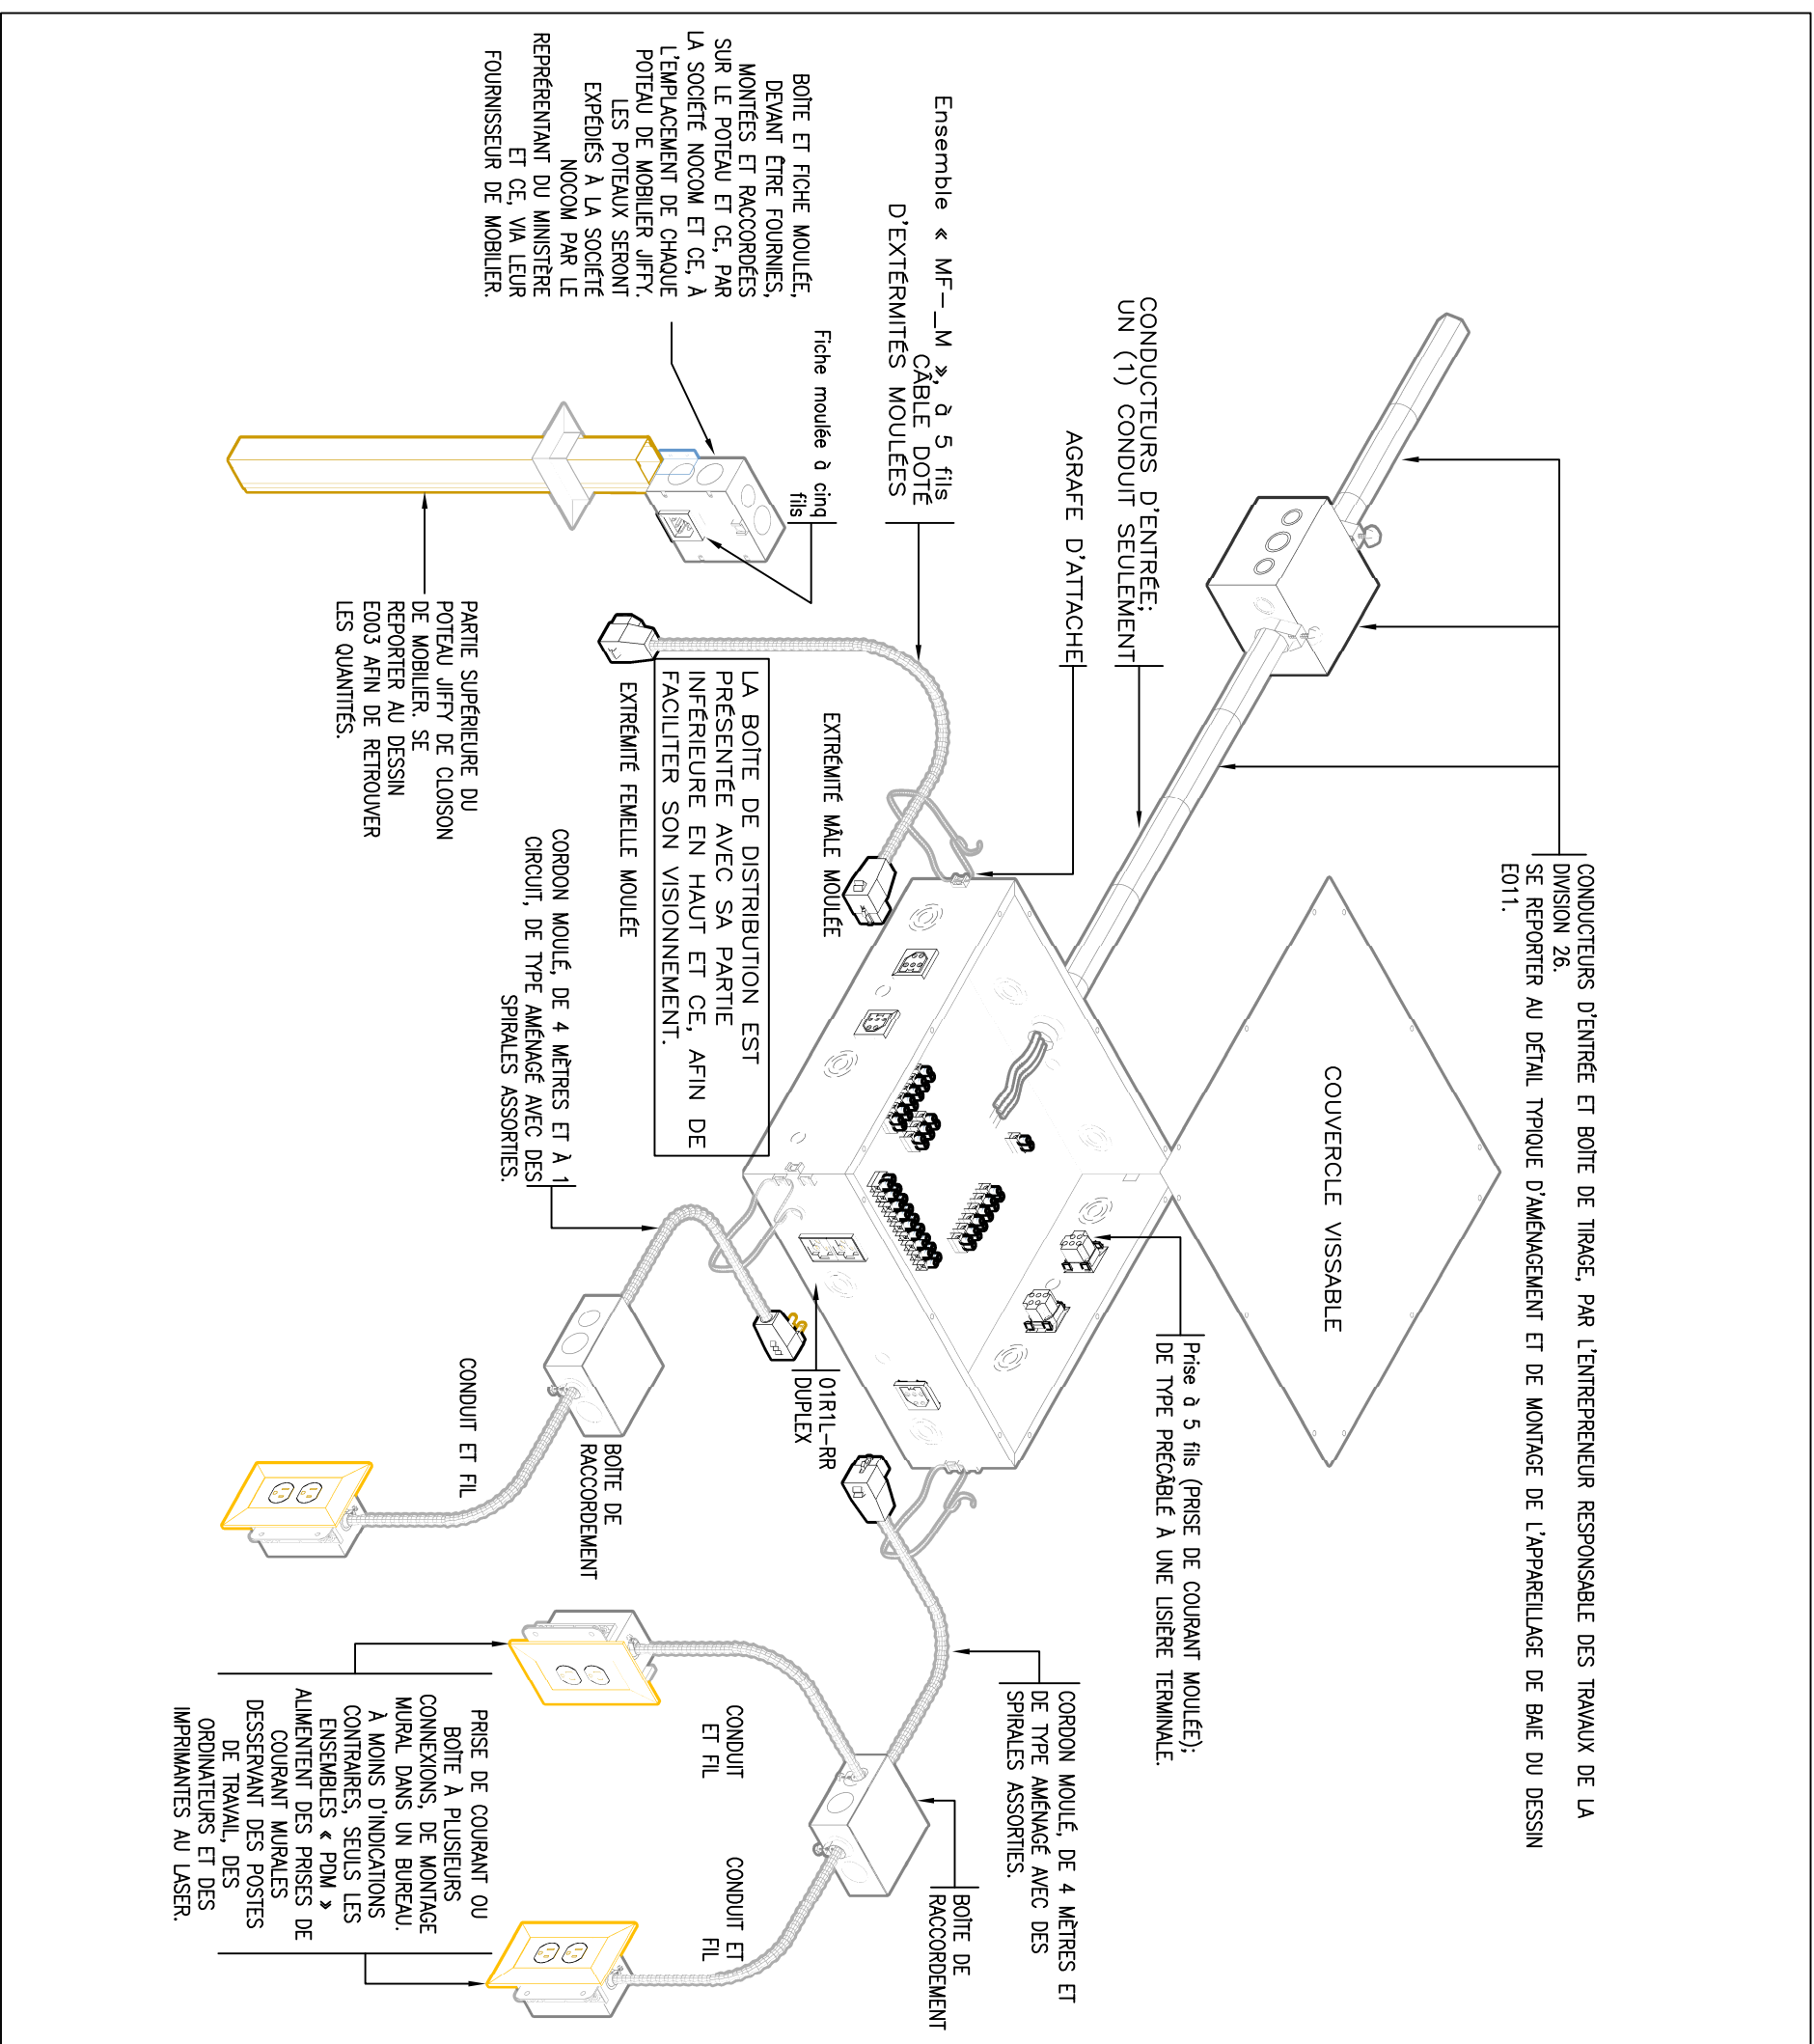 CONDUCTEURS D'ENTRÉE ET BOÎTE DE TIRAGE, PAR L'ENTREPRENEUR RESPONSABLE DES TRAVAUX DE LA
DIVISION 26.
SE REPORTER AU DÉTAIL TYPIQUE D'AMÉNAGEMENT ET DE MONTAGE DE L'APPAREILLAGE DE BAIE DU DESSIN
E011.
COUVERCLE VISSABLE
CONDUCTEURS D'ENTRÉE;
UN (1) CONDUIT SEULEMENT
AGRAFE D'ATTACHE
Prise à 5 fils (PRISE DE COURANT MOULÉE);
DE TYPE PRÉCÂBLÉ À UNE LISIÈRE TERMINALE.
CORDON MOULÉ, DE 4 MÈTRES ET
DE TYPE AMÉNAGÉ AVEC DES
SPIRALES ASSORTIES.
BOÎTE DE
RACCORDEMENT
Ensemble « MF-_M », à 5 fils
CÂBLE DOTÉ
D'EXTÉRMITÉS MOULÉES
Fiche moulée à cinq
fils
EXTRÉMITÉ MÂLE MOULÉE
01R1L-RR
DUPLEX
BOÎTE ET FICHE MOULÉE,
DEVANT ÊTRE FOURNIES,
MONTÉES ET RACCORDÉES
SUR LE POTEAU ET CE, PAR
LA SOCIÉTÉ NOCOM ET CE, À
L'EMPLACEMENT DE CHAQUE
POTEAU DE MOBILIER JIFFY.
LES POTEAUX SERONT
EXPÉDIÉS À LA SOCIÉTÉ
NOCOM PAR LE
REPRÉRENTANT DU MINISTÈRE
ET CE, VIA LEUR
FOURNISSEUR DE MOBILIER.
LA BOÎTE DE DISTRIBUTION EST
PRÉSENTÉE AVEC SA PARTIE
INFÉRIEURE EN HAUT ET CE, AFIN DE
FACILITER SON VISIONNEMENT.
EXTRÉMITÉ FEMELLE MOULÉE
CONDUIT
ET FIL
CONDUIT ET
FIL
BOÎTE DE
RACCORDEMENT
CORDON MOULÉ, DE 4 MÈTRES ET À 1
CIRCUIT, DE TYPE AMÉNAGÉ AVEC DES
SPIRALES ASSORTIES.
CONDUIT ET FIL
PARTIE SUPÉRIEURE DU
POTEAU JIFFY DE CLOISON
DE MOBILIER. SE
REPORTER AU DESSIN
E003 AFIN DE RETROUVER
LES QUANTITÉS.
PRISE DE COURANT OU
BOÎTE À PLUSIEURS
CONNEXIONS, DE MONTAGE
MURAL DANS UN BUREAU.
À MOINS D'INDICATIONS
CONTRAIRES, SEULS LES
ENSEMBLES « PDM »
ALIMENTENT DES PRISES DE
COURANT MURALES
DESSERVANT DES POSTES
DE TRAVAIL, DES
ORDINATEURS ET DES
IMPRIMANTES AU LASER.